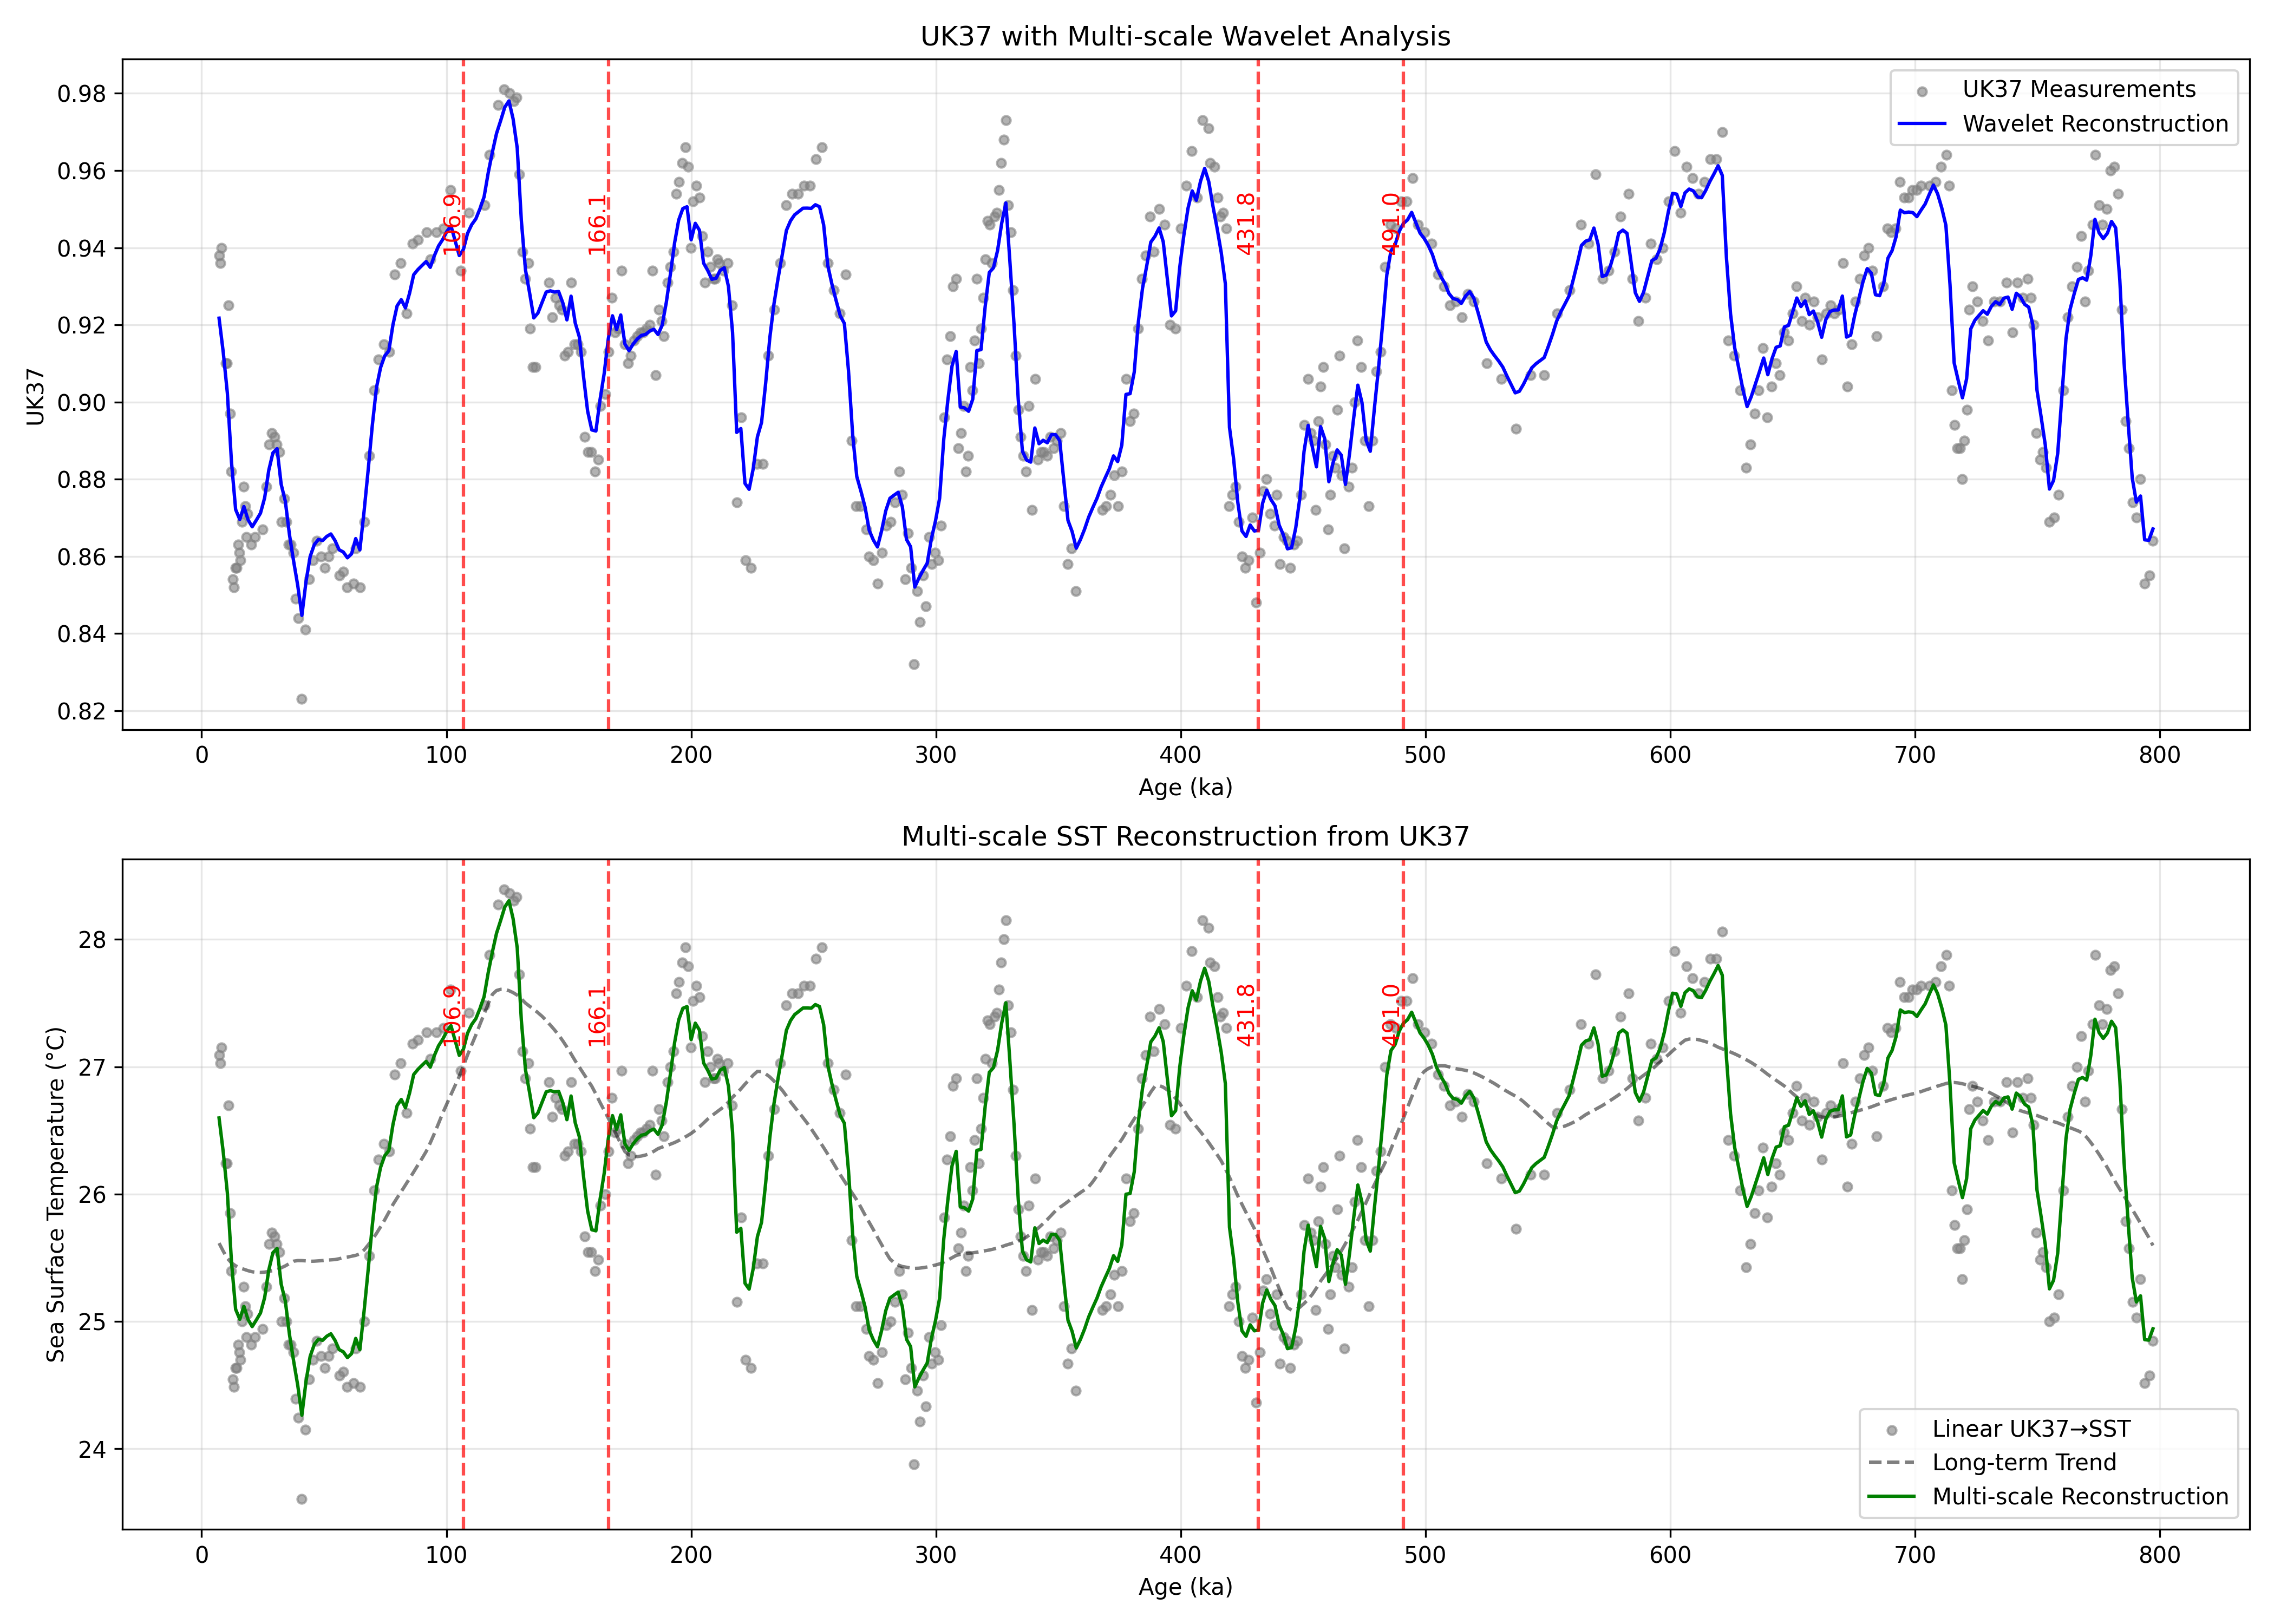 UK37 with Multi-scale Wavelet Analysis
UK37 Measurements
Wavelet Reconstruction
0.98
0.96
0.94
0.92
0.90
0.88
0.86
0.84
0.82
UK37
106.9
166.1
431.8
491.0
0 100 200 300 400 500 600 700 800
Age (ka)
Multi-scale SST Reconstruction from UK37
28
27
26
25
24
Sea Surface Temperature (°C)
106.9
166.1
431.8
491.0
Linear UK37→SST
Long-term Trend
Multi-scale Reconstruction
0 100 200 300 400 500 600 700 800
Age (ka)